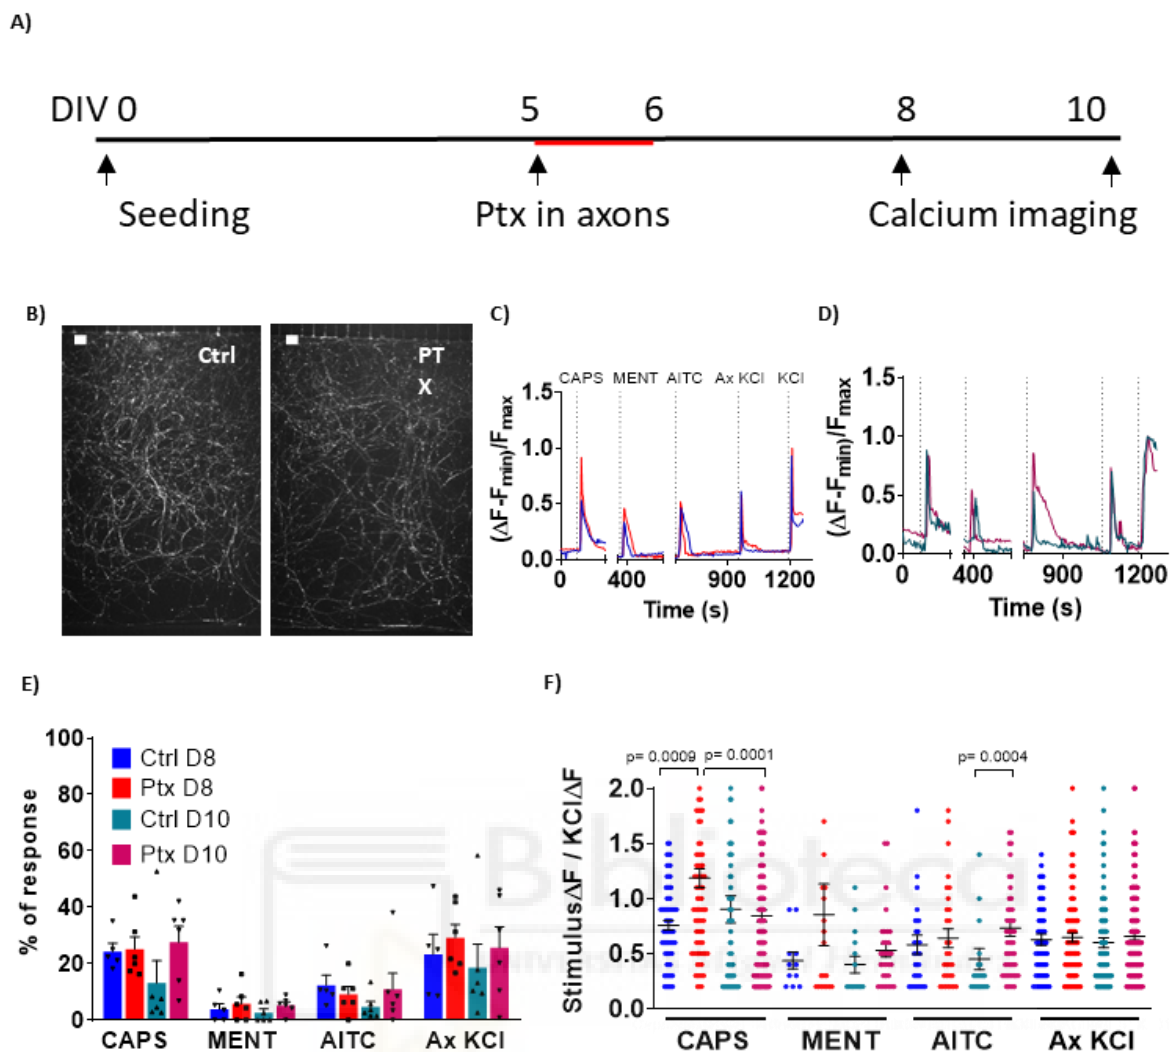 A)
DIV 0 5 6 8 10
Seeding Ptx in axons Calcium imaging
B)
Ctrl
PT
X
C)
CAPS MENT AITC Ax KCl KCl
(ΔF-Fmin)/Fmax
1.5
1.0
0.5
0.0
0 400 900 1200
Time (s)
D)
(ΔF-Fmin)/Fmax
1.5
1.0
0.5
0.0
0 400 900 1200
Time (s)
E)
% of response
100
80
60
40
20
0
Ctrl D8
Ptx D8
Ctrl D10
Ptx D10
CAPS MENT AITC Ax KCl
F)
StimulusΔF / KClΔF
p= 0.0009 p= 0.0001 p= 0.0004
2.0
1.5
1.0
0.5
0.0
CAPS MENT AITC Ax KCl
Biblioteca